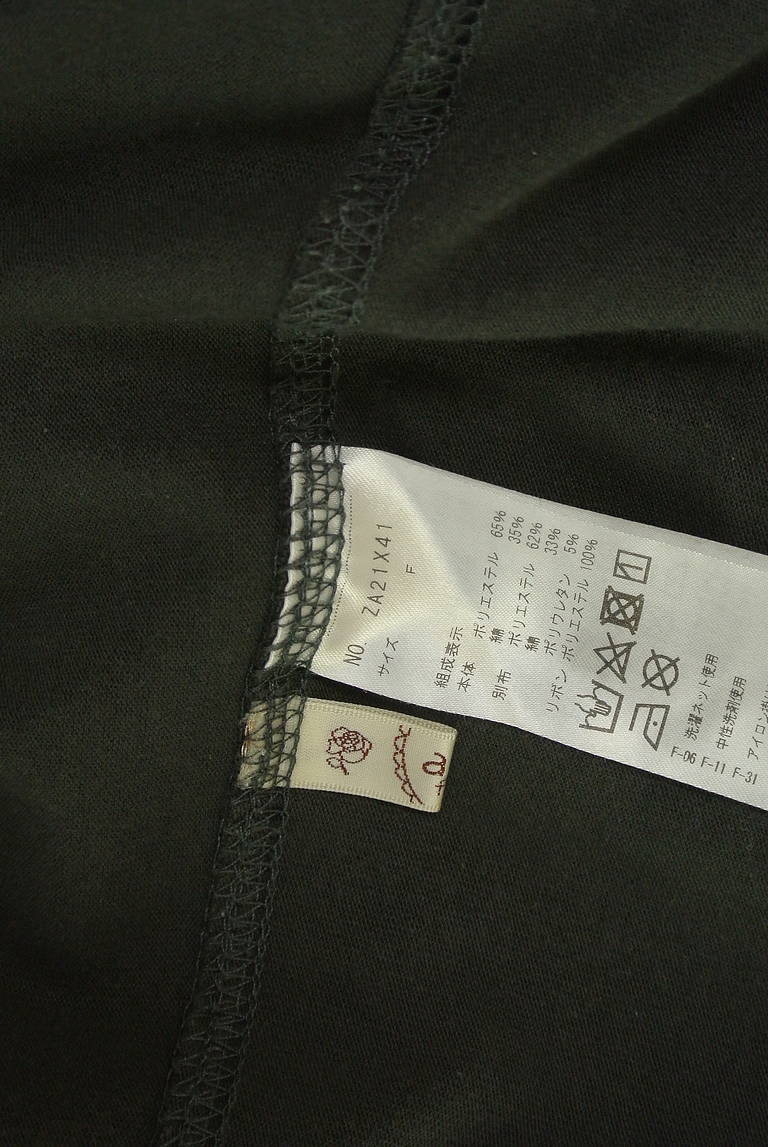 NO. ZA21X41
サイズ F
組成表示
本体 ポリエステル 65%
綿 35%
別布 ポリエステル 62%
綿 33%
ポリウレタン 5%
リボン ポリエステル 100%
洗濯ネット使用
中性洗剤使用
F-06 F-11 F-31